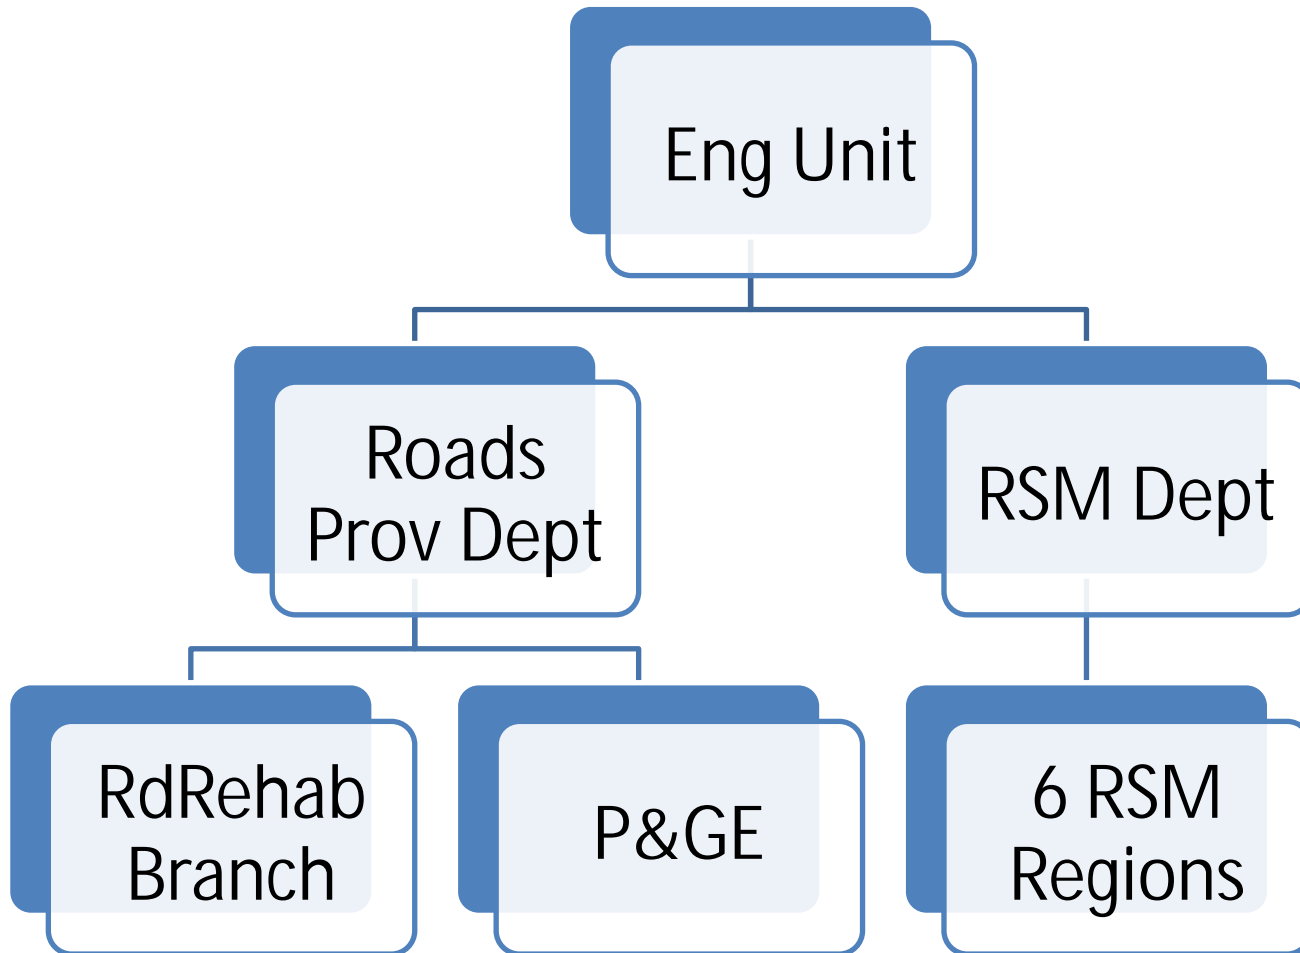 Eng Unit
Roads
Prov Dept
RSM Dept
RdRehab
Branch
P&GE
6 RSM
Regions